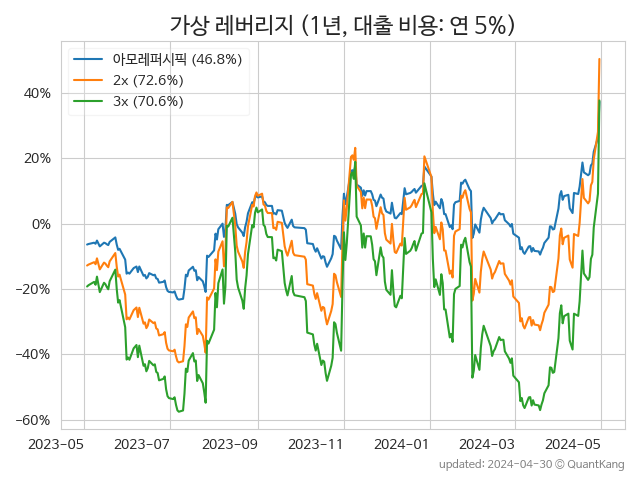 가상 레버리지 (1년, 대출 비용: 연 5%)
아모레퍼시픽 (46.8%)
2x (72.6%)
3x (70.6%)
40%
20%
0%
−20%
−40%
−60%
2023-05 2023-07 2023-09 2023-11 2024-01 2024-03 2024-05
updated: 2024-04-30 © QuantKang